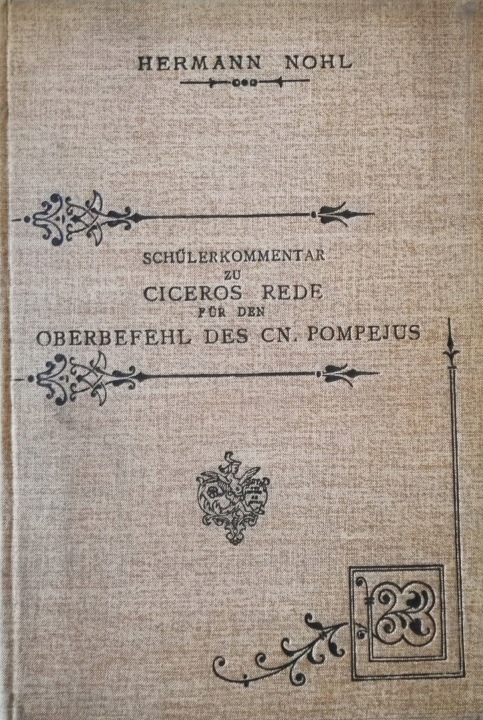 HERMANN NOHL
SCHÜLERKOMMENTAR
ZU
CICEROS REDE
FÜR DEN
OBERBEFEHL DES CN. POMPEJUS